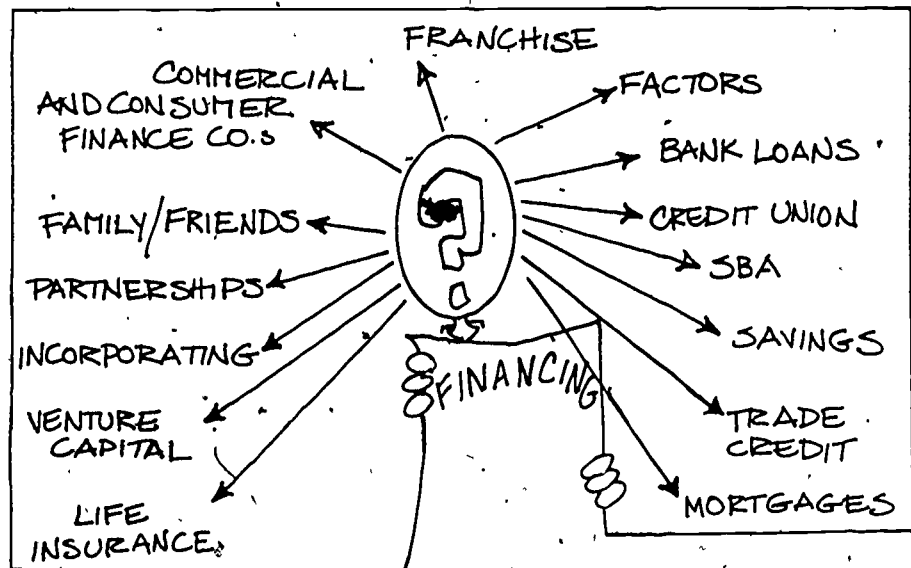 FRANCHISE
COMMERCIAL
AND CONSUMER
FINANCE CO.S
FAMILY/FRIENDS
PARTNERSHIPS
INCORPORATING
VENTURE
CAPITAL
LIFE
INSURANCE
FACTORS
BANK LOANS
CREDIT UNION
SBA
SAVINGS
TRADE
CREDIT
MORTGAGES
?
FINANCING